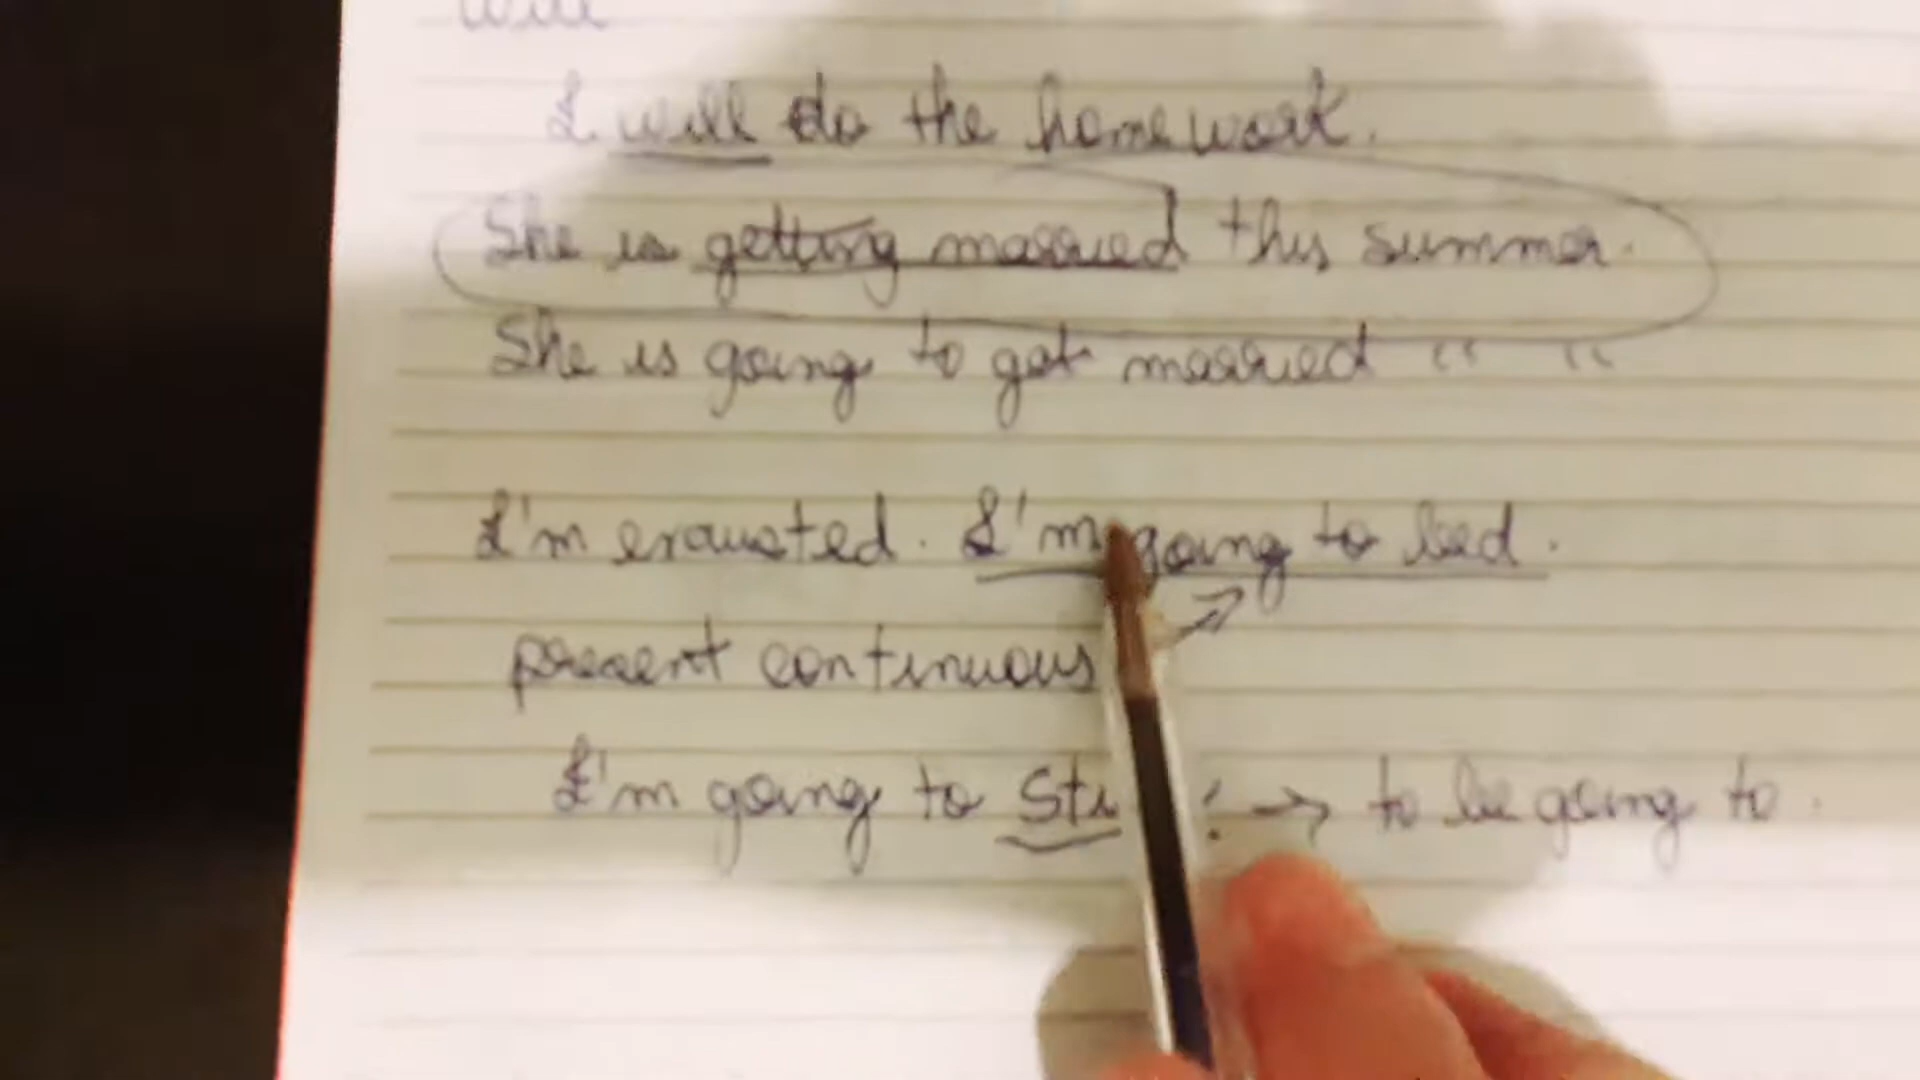 will
I will do the homework.
She is getting married this summer.
She is going to get married " "
I'm exausted. I'm going to bed.
present continuous
I'm going to → to be going to.